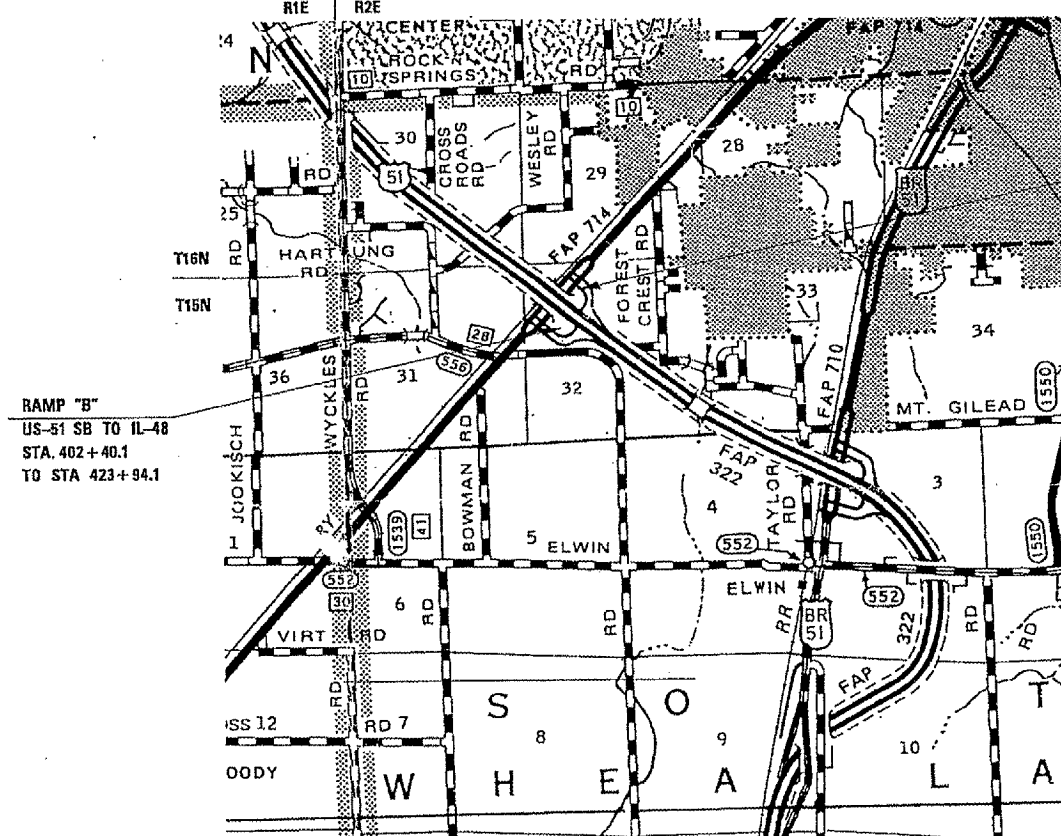 R1E R2E
CENTER
FAP 714
24
N
10
ROCK
SPRINGS
RD
10
30
CROSS
ROADS
RD
WESLEY
RD
29
28
51
BR
51
RD
25
FAP 714
T16N
RD
HARTUNG
RD
T15N
FOREST
CREST RD
33
34
28
556
36
31
RD
32
FAP 710
1550
RAMP "B"
US-51 SB TO IL-48
STA. 402+40.1
TO STA 423+94.1
WYCKLES
MT. GILEAD
JOOKISCH
RD
BOWMAN
FAP
322
TAYLOR
RD
3
4
RY
1539
41
5
ELWIN
552
1550
1
552
30
6
RD
ELWIN
552
RD
RR
BR
51
322
RD
RD
VIRT RD
FAP
RD
S O T
OSS 12
RD 7
8
9
10
OODY
W H E A L A